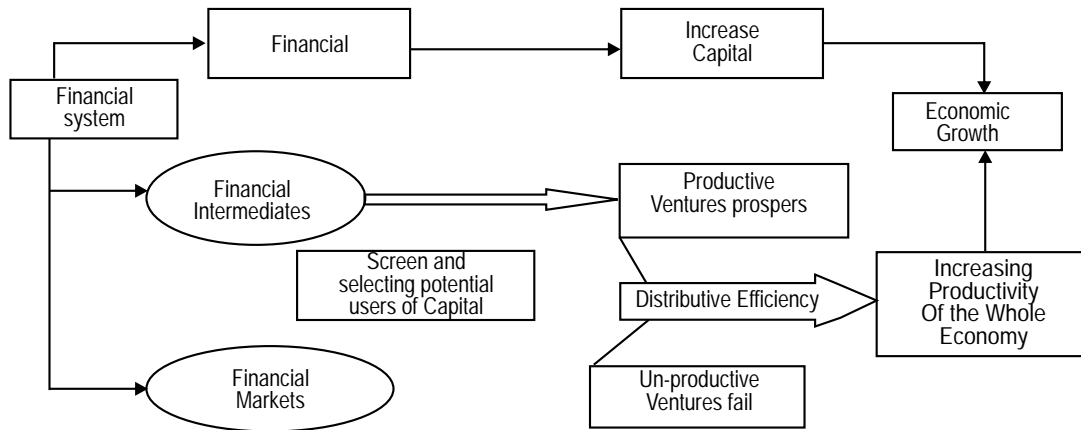 Financial
Increase
Capital
Financial
system
Economic
Growth
Financial
Intermediates
Productive
Ventures prospers
Screen and
selecting potential
users of Capital
Distributive Efficiency
Increasing
Productivity
Of the Whole
Economy
Financial
Markets
Un-productive
Ventures fail